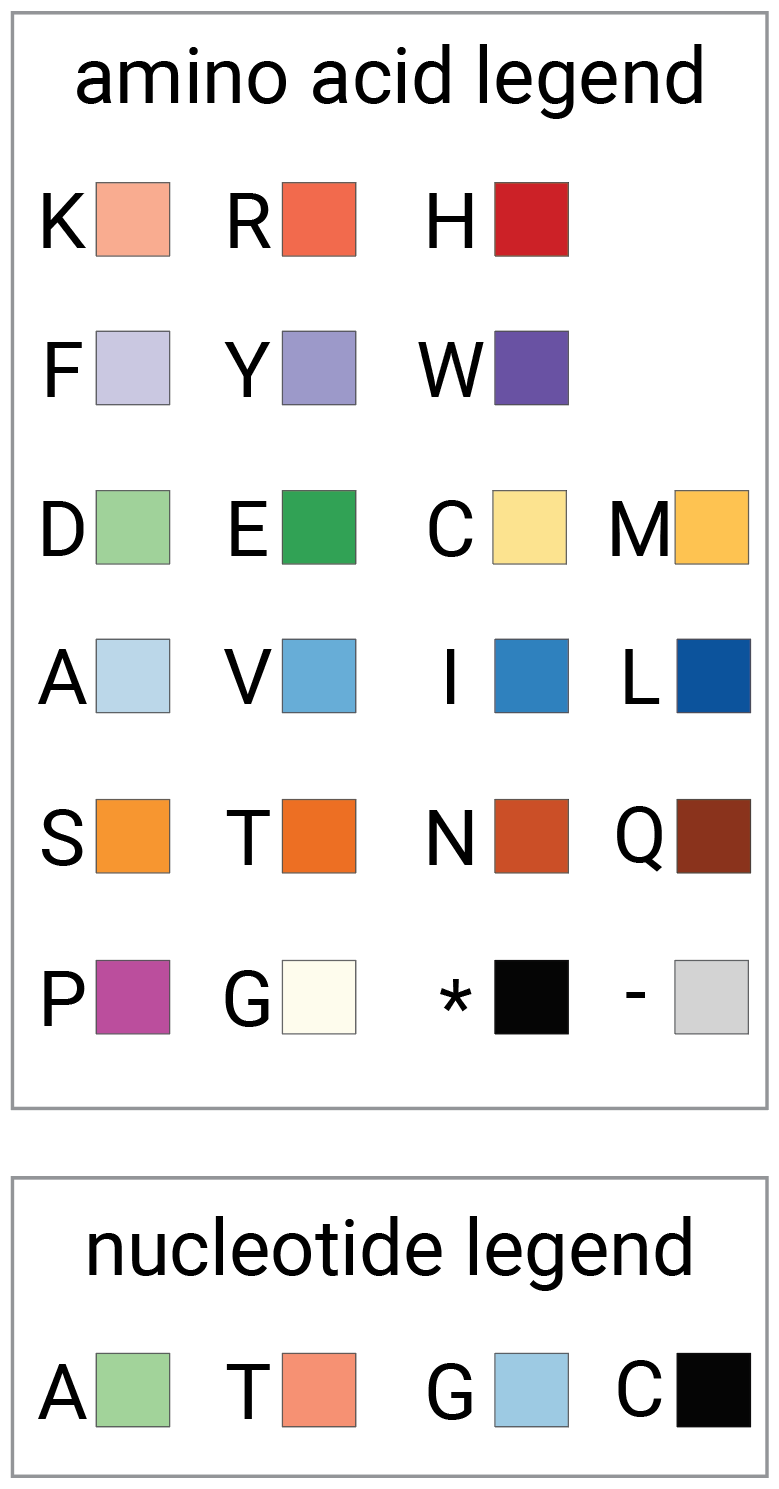 amino acid legend
K R H
F Y W
D E C M
A V I L
S T N Q
P G * -
nucleotide legend
A T G C